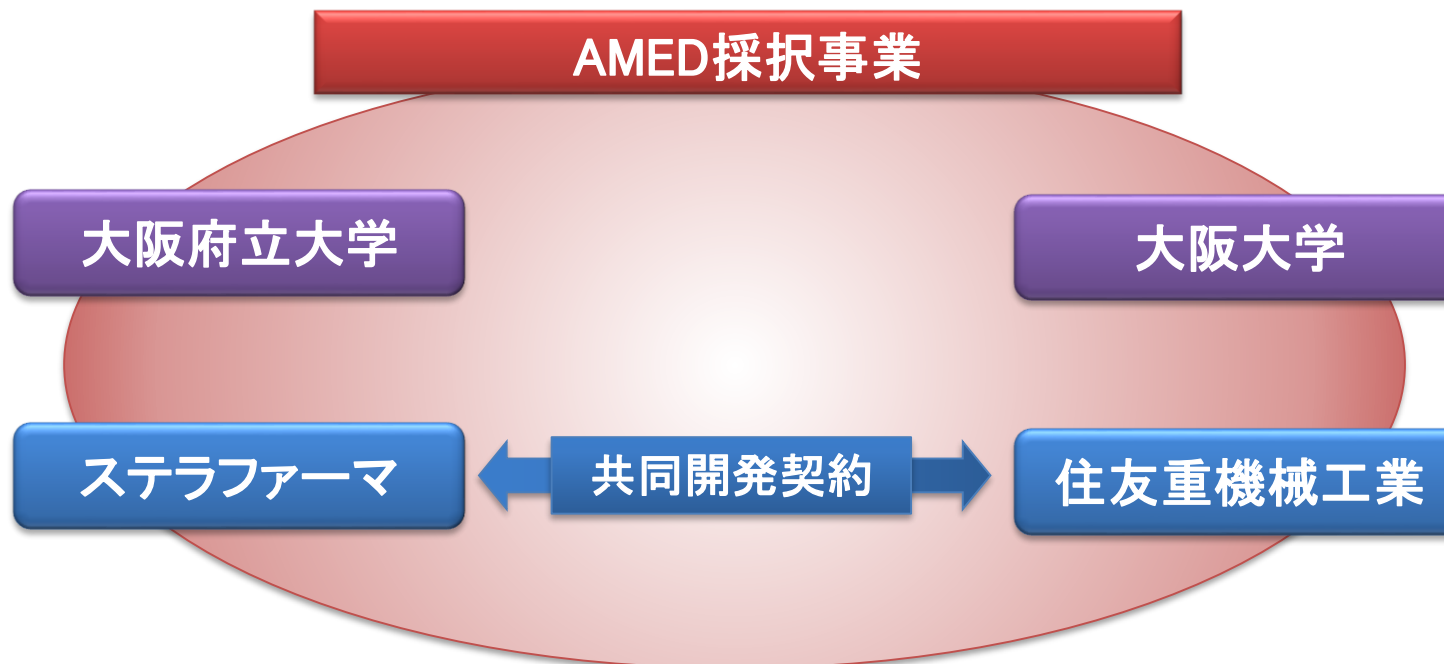 AMED採択事業
大阪府立大学
大阪大学
ステラファーマ
共同開発契約
住友重機械工業